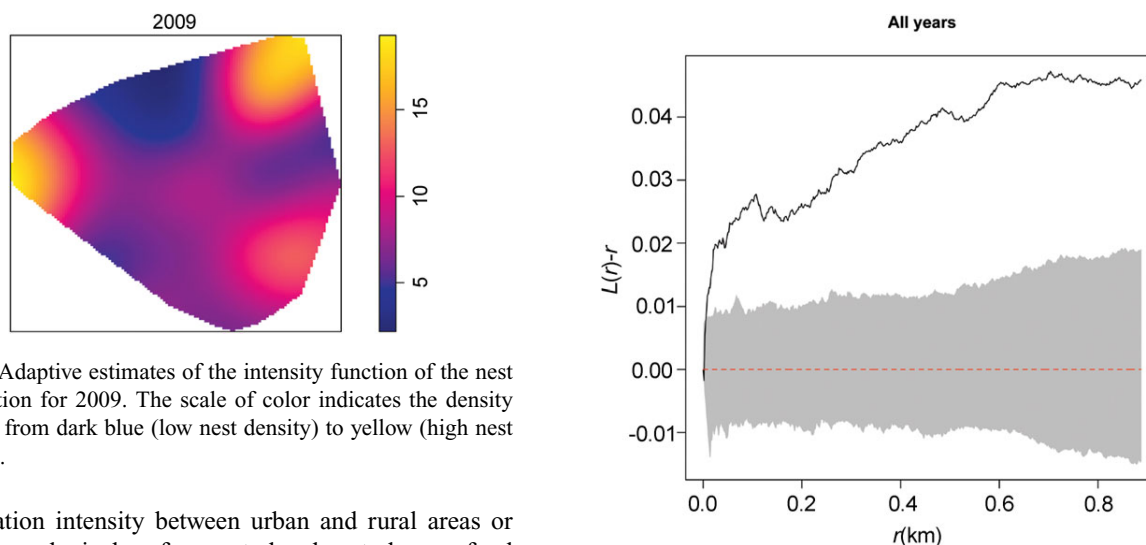 2009
15
10
5
Adaptive estimates of the intensity function of the nest
tion for 2009. The scale of color indicates the density
from dark blue (low nest density) to yellow (high nest
.
ation intensity between urban and rural areas or
All years
L(r)-r
0.04
0.03
0.02
0.01
0.00
-0.01
0.0 0.2 0.4 0.6 0.8
r(km)